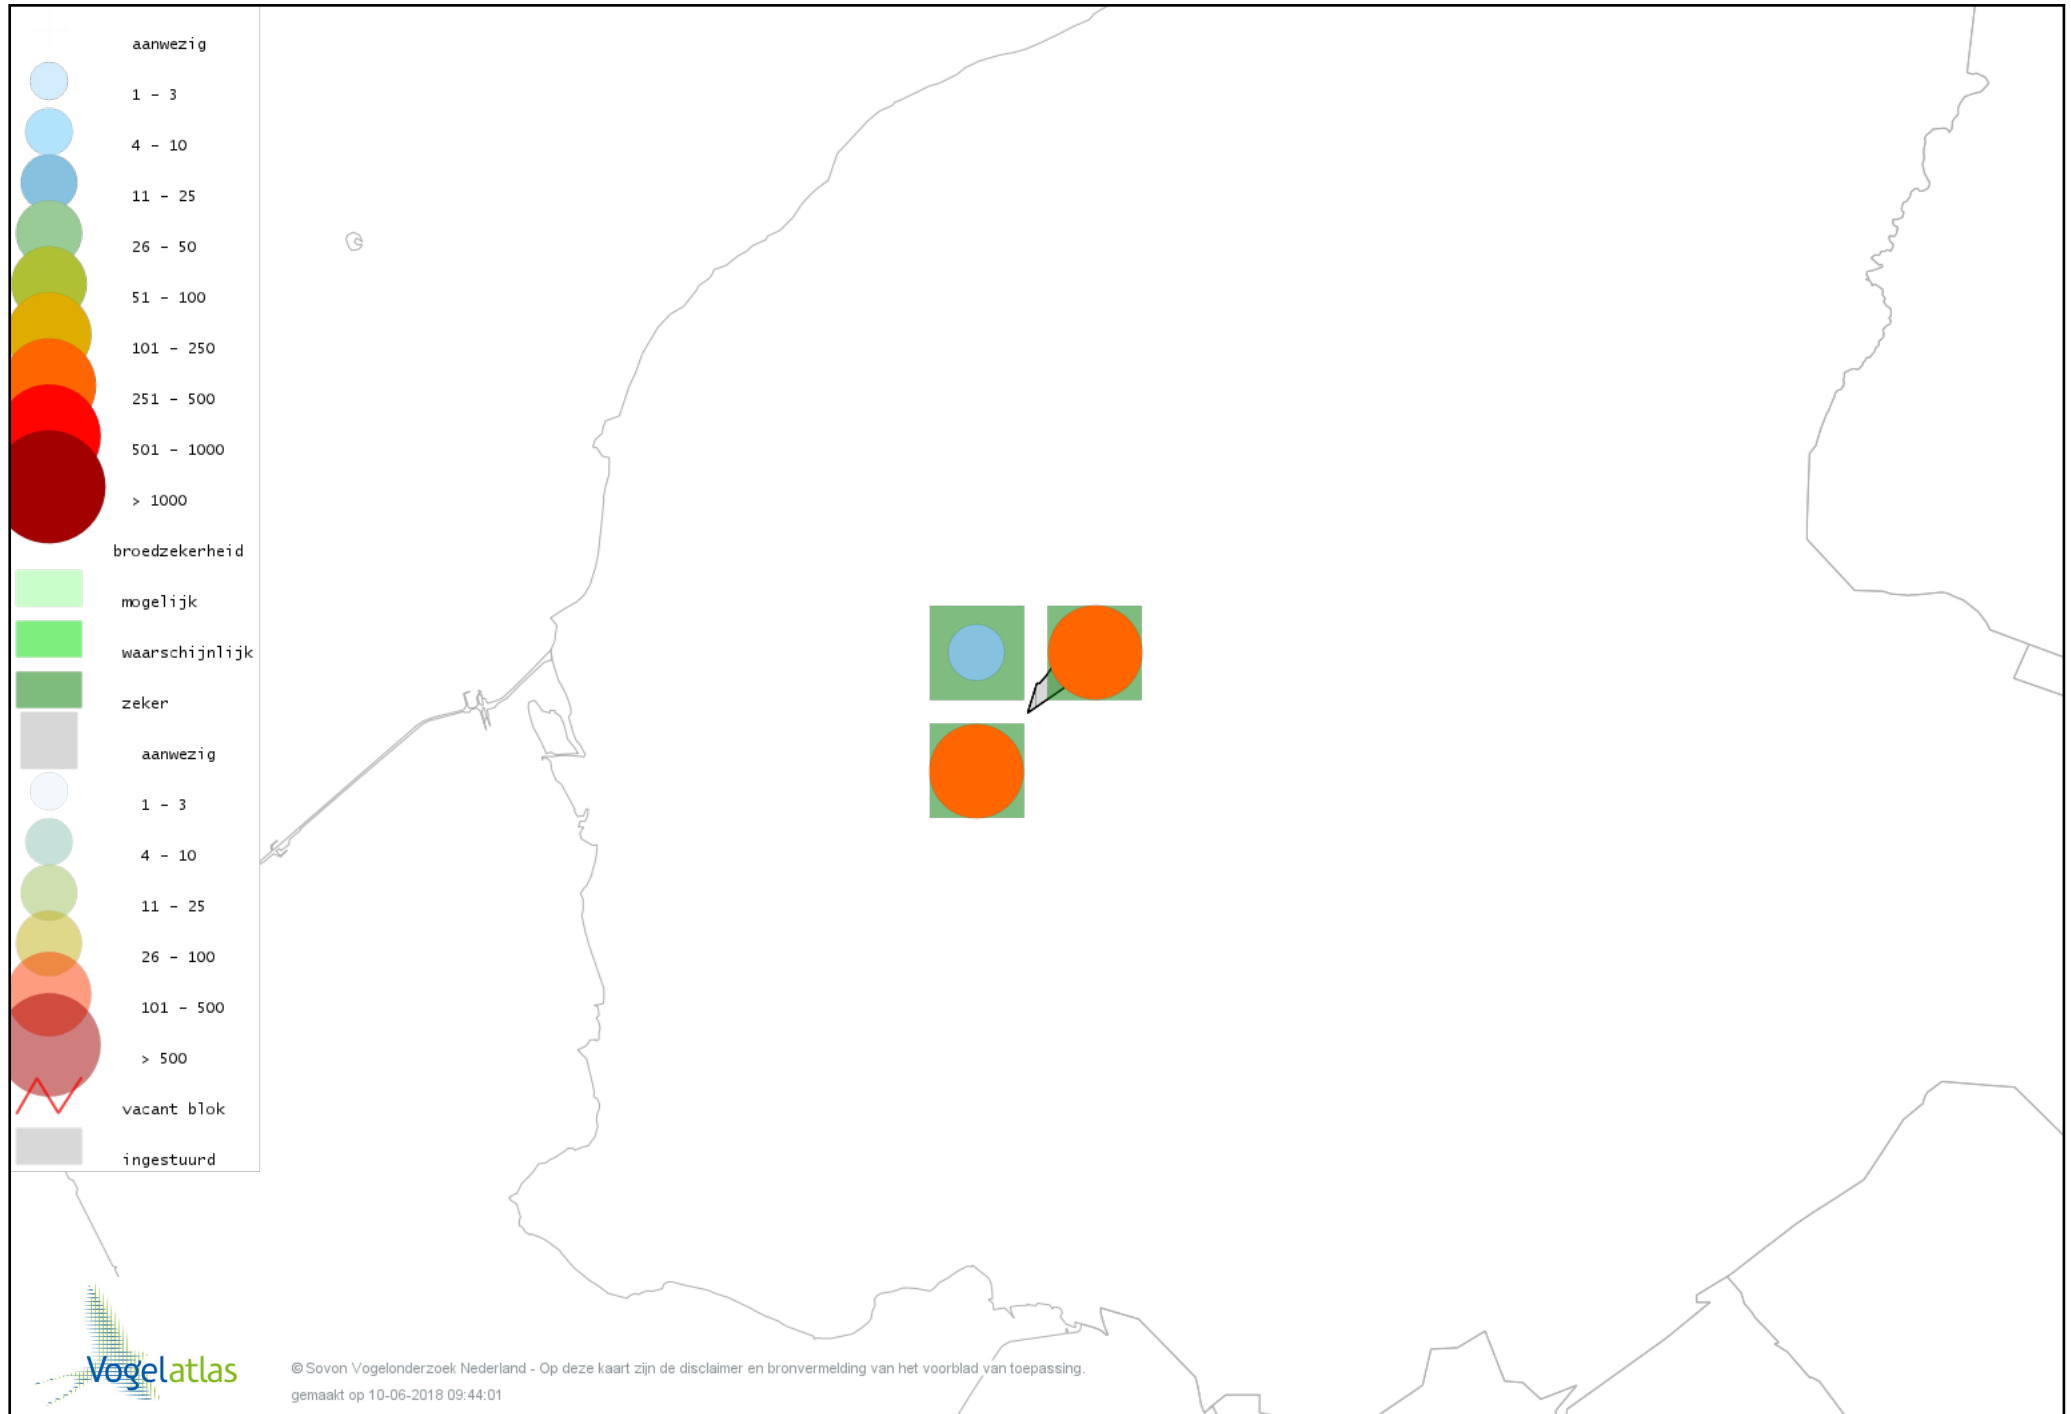 aanwezig
1 - 3
4 - 10
11 - 25
26 - 50
51 - 100
101 - 250
251 - 500
501 - 1000
> 1000
broedzekerheid
mogelijk
waarschijnlijk
zeker
aanwezig
1 - 3
4 - 10
11 - 25
26 - 100
101 - 500
> 500
vacant blok
ingestuurd
Vogelatlas
© Sovon Vogelonderzoek Nederland - Op deze kaart zijn de disclaimer en bronvermelding van het voorblad van toepassing.
gemaakt op 10-06-2018 09:44:01